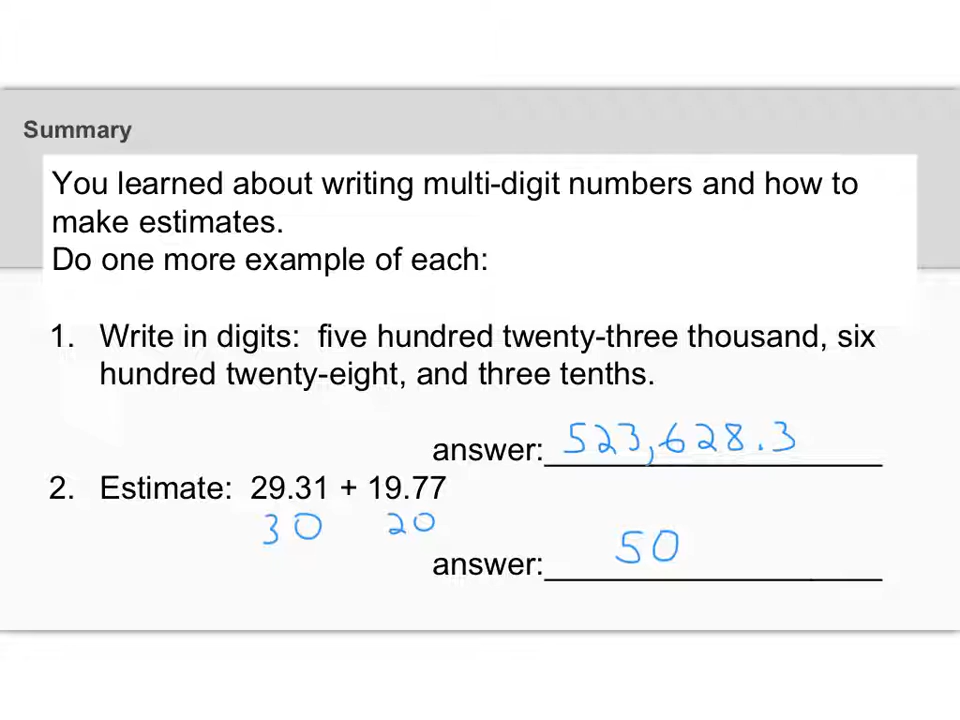 Summary
You learned about writing multi-digit numbers and how to
make estimates.
Do one more example of each:
1. Write in digits: five hundred twenty-three thousand, six
hundred twenty-eight, and three tenths.
answer: 523,628.3
2. Estimate: 29.31 + 19.77
30 20
answer: 50